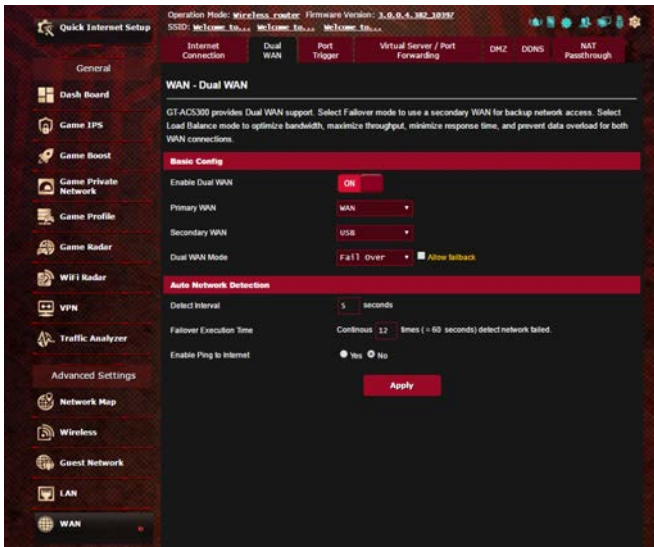 Quick Internet Setup
Operation Mode: Wireless router Firmware Version: 3.0.0.4.382_10397
SSID: Welcome to... Welcome to... Welcome to...
Internet Connection
Dual WAN
Port Trigger
Virtual Server / Port Forwarding
DMZ
DDNS
NAT Passthrough
General
Dash Board
Game IPS
Game Boost
Game Private Network
Game Profile
Game Radar
WiFi Radar
VPN
Traffic Analyzer
Advanced Settings
Network Map
Wireless
Guest Network
LAN
WAN
WAN - Dual WAN
GT-AC5300 provides Dual WAN support. Select Failover mode to use a secondary WAN for backup network access. Select
Load Balance mode to optimize bandwidth, maximize throughput, minimize response time, and prevent data overload for both
WAN connections.
Basic Config
Enable Dual WAN ON
Primary WAN WAN
Secondary WAN USB
Dual WAN Mode Fail Over Allow failback
Auto Network Detection
Detect Interval 5 seconds
Failover Execution Time Continous 12 times ( = 60 seconds) detect network failed.
Enable Ping to Internet Yes No
Apply